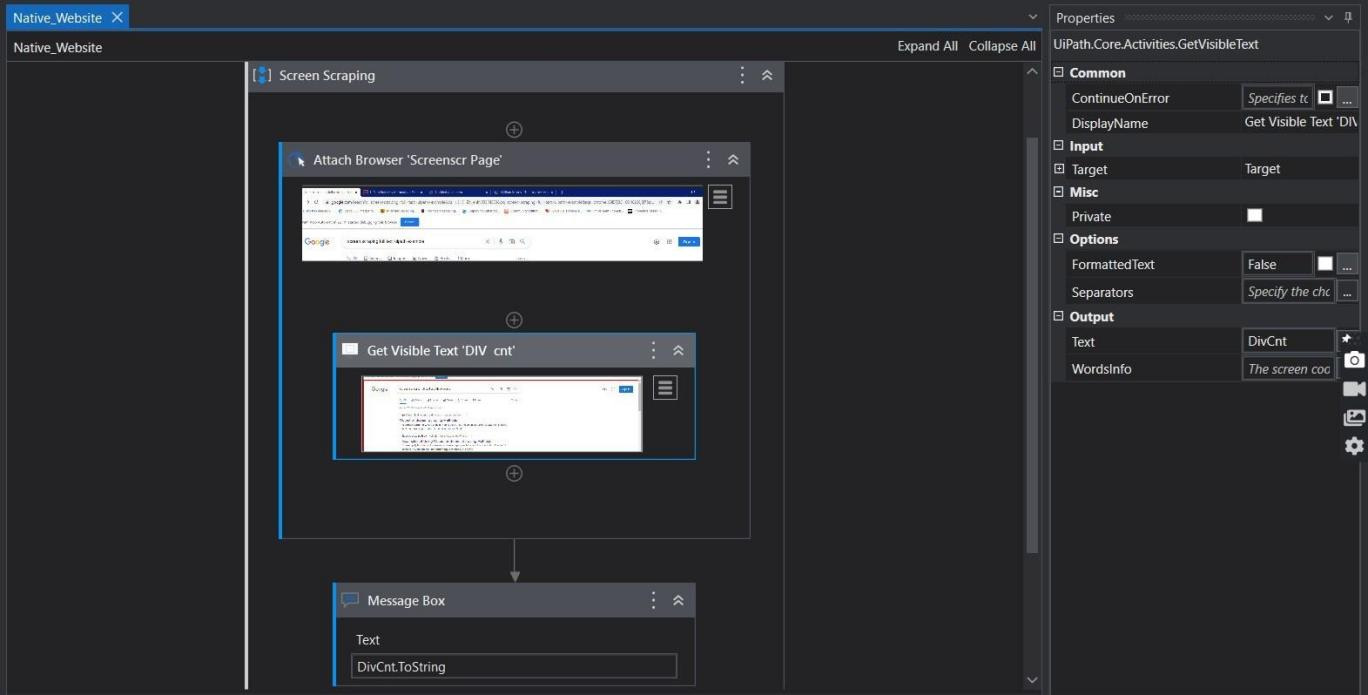 Native_Website
Native_Website
Expand All Collapse All
Screen Scraping
Attach Browser 'Screenscr Page'
Google
Get Visible Text 'DIV cnt'
Google
Message Box
Text
DivCnt.ToString
Properties
UiPath.Core.Activities.GetVisibleText
Common
ContinueOnError Specifies to ...
DisplayName Get Visible Text 'DIV
Input
Target Target
Misc
Private
Options
FormattedText False ...
Separators Specify the cho ...
Output
Text DivCnt
WordsInfo The screen coo